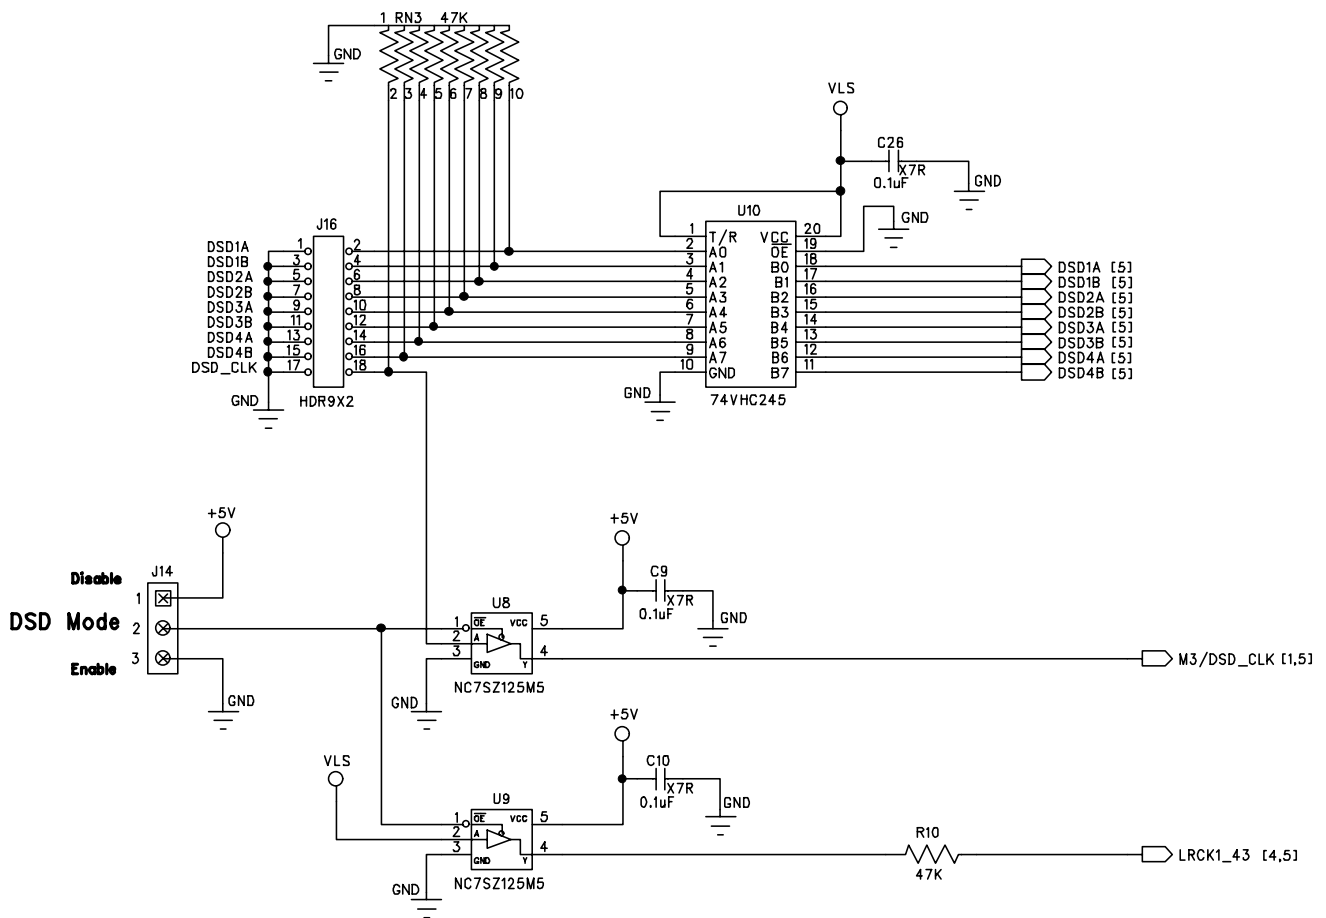 1 RN3 47K
GND
2 3 4 5 6 7 8 9 10
VLS
C26
X7R
0.1uF
GND
U10
GND
J16
1 T/R VCC 20
2 A0 OE 19
3 A1 B0 18
4 A2 B1 17
5 A3 B2 16
6 A4 B3 15
7 A5 B4 14
8 A6 B5 13
9 A7 B6 12
10 GND B7 11
DSD1A 1 2
DSD1B 3 4
DSD2A 5 6
DSD2B 7 8
DSD3A 9 10
DSD3B 11 12
DSD4A 13 14
DSD4B 15 16
DSD_CLK 17 18
DSD1A [5]
DSD1B [5]
DSD2A [5]
DSD2B [5]
DSD3A [5]
DSD3B [5]
DSD4A [5]
DSD4B [5]
GND
HDR9X2
GND
74VHC245
+5V
+5V
Disable
J14
1
DSD Mode 2
Enable 3
GND
C9
X7R
0.1uF
GND
U8
1 OE VCC 5
2 A
3 GND Y 4
NC7SZ125M5
GND
M3/DSD_CLK [1,5]
+5V
VLS
C10
X7R
0.1uF
GND
U9
1 OE VCC 5
2 A
3 GND Y 4
NC7SZ125M5
GND
R10
47K
LRCK1_43 [4,5]